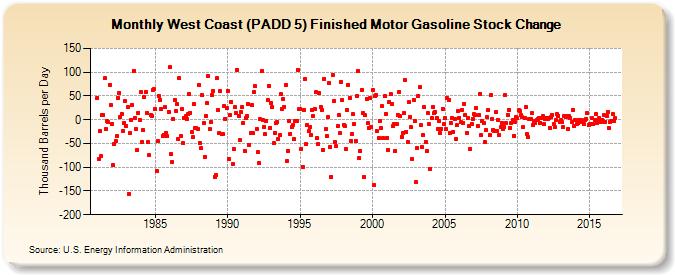 Monthly West Coast (PADD 5) Finished Motor Gasoline Stock Change
Thousand Barrels per Day
150
100
50
0
-50
-100
-150
-200
1985 1990 1995 2000 2005 2010 2015
Source: U.S. Energy Information Administration